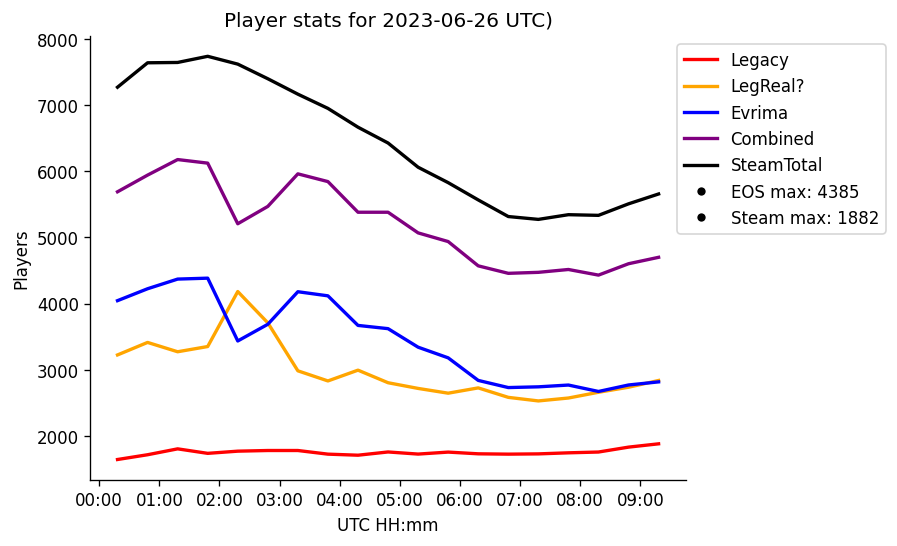 Player stats for 2023-06-26 UTC)
8000
7000
6000
5000
4000
3000
2000
Players
00:00 01:00 02:00 03:00 04:00 05:00 06:00 07:00 08:00 09:00
UTC HH:mm
Legacy
LegReal?
Evrima
Combined
SteamTotal
EOS max: 4385
Steam max: 1882